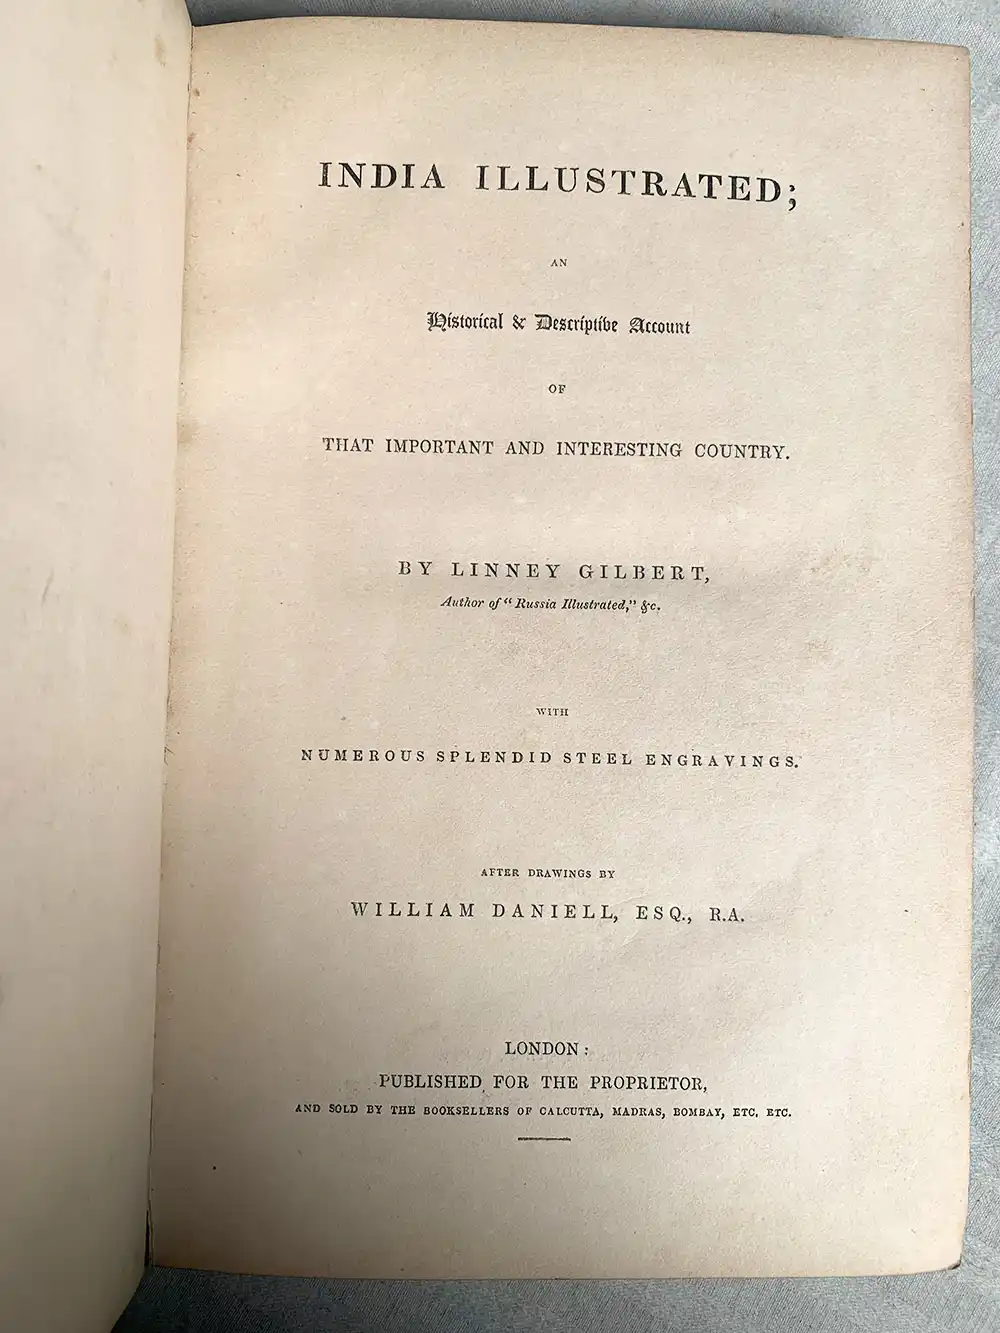 INDIA ILLUSTRATED;
AN
Historical & Descriptive Account
OF
THAT IMPORTANT AND INTERESTING COUNTRY.
BY LINNEY GILBERT,
Author of "Russia Illustrated," &c.
WITH
NUMEROUS SPLENDID STEEL ENGRAVINGS.
AFTER DRAWINGS BY
WILLIAM DANIELL, ESQ., R.A.
LONDON:
PUBLISHED FOR THE PROPRIETOR,
AND SOLD BY THE BOOKSELLERS OF CALCUTTA, MADRAS, BOMBAY, ETC. ETC.